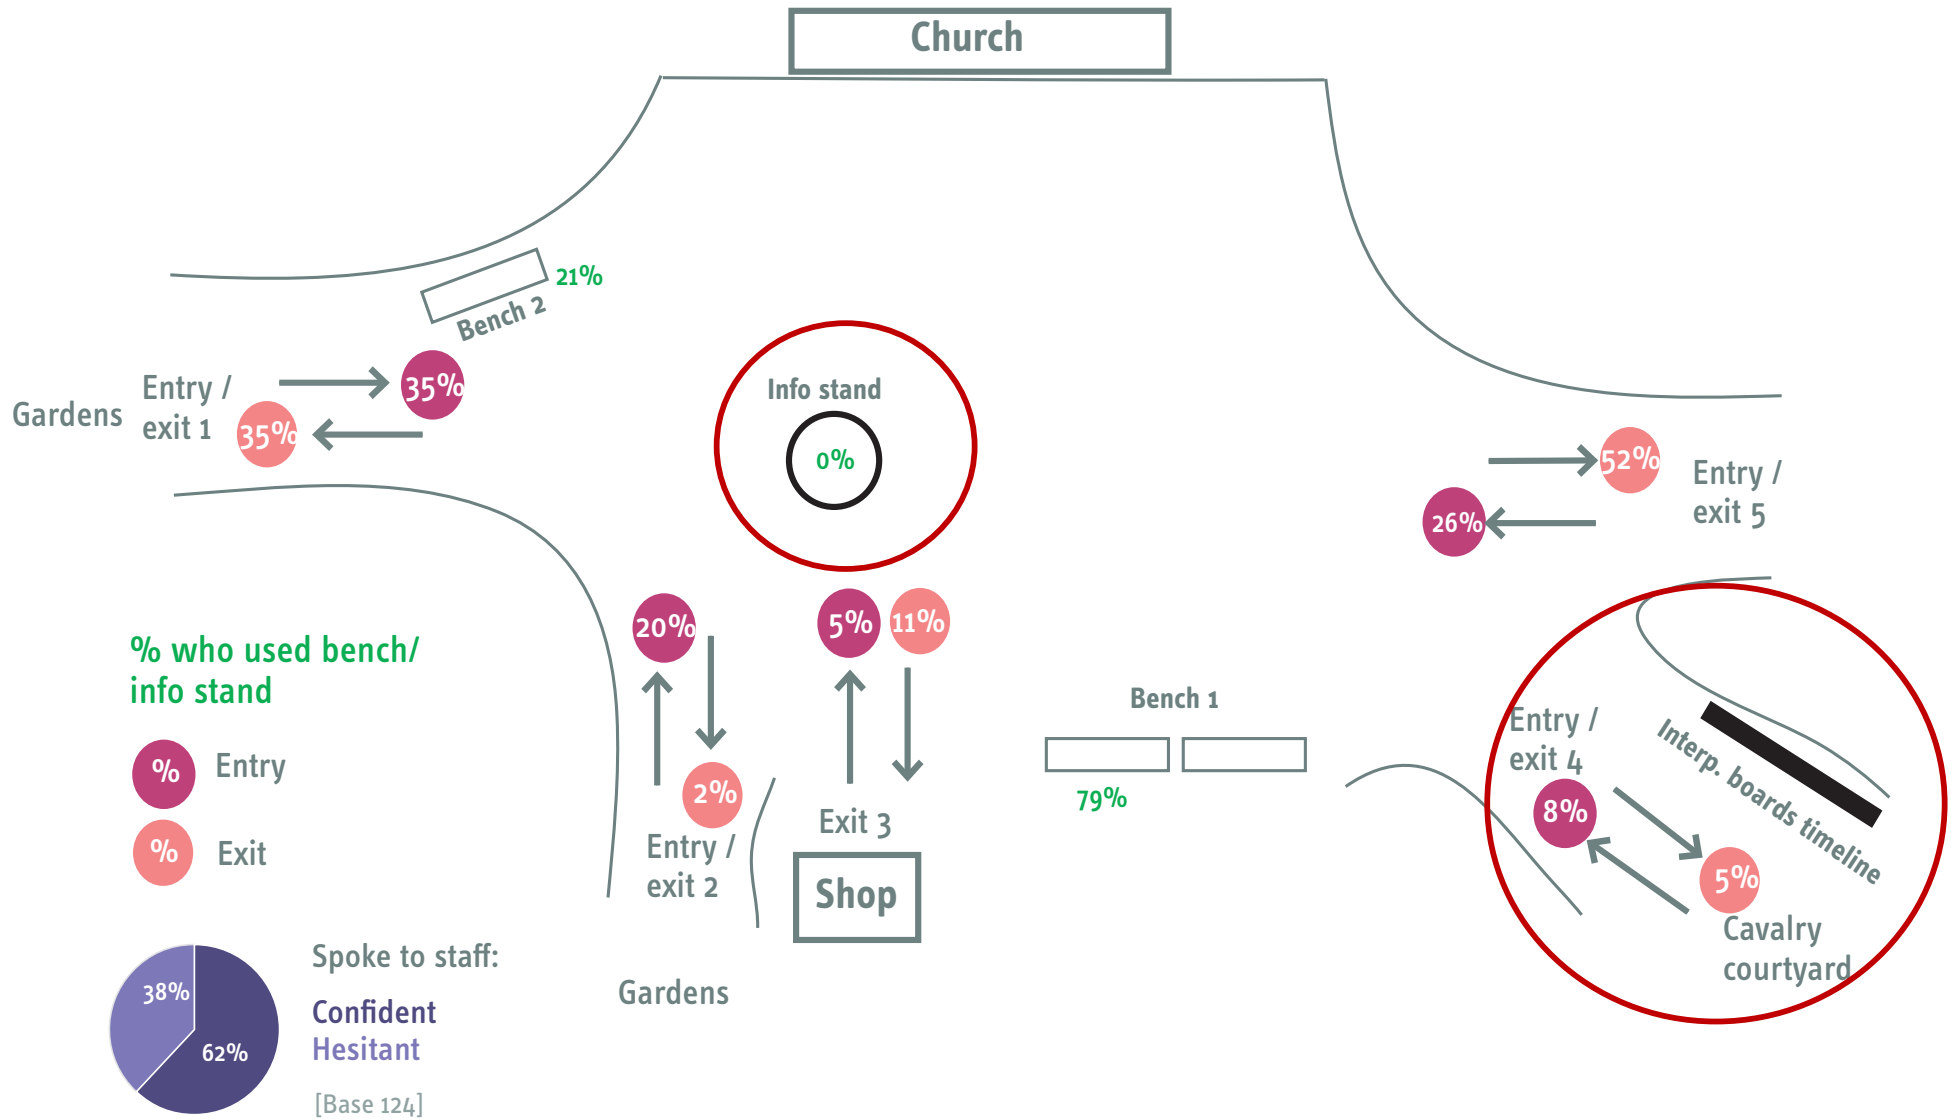 Church
21%
Bench 2
Entry /
exit 1
Gardens
35%
35%
Info stand
0%
52%
26%
Entry /
exit 5
20%
2%
Entry /
exit 2
5%
11%
Exit 3
Shop
Gardens
Bench 1
79%
Entry /
exit 4
8%
5%
Interp. boards timeline
Cavalry
courtyard
% who used bench/
info stand
% Entry
% Exit
38%
62%
Spoke to staff:
Confident
Hesitant
[Base 124]